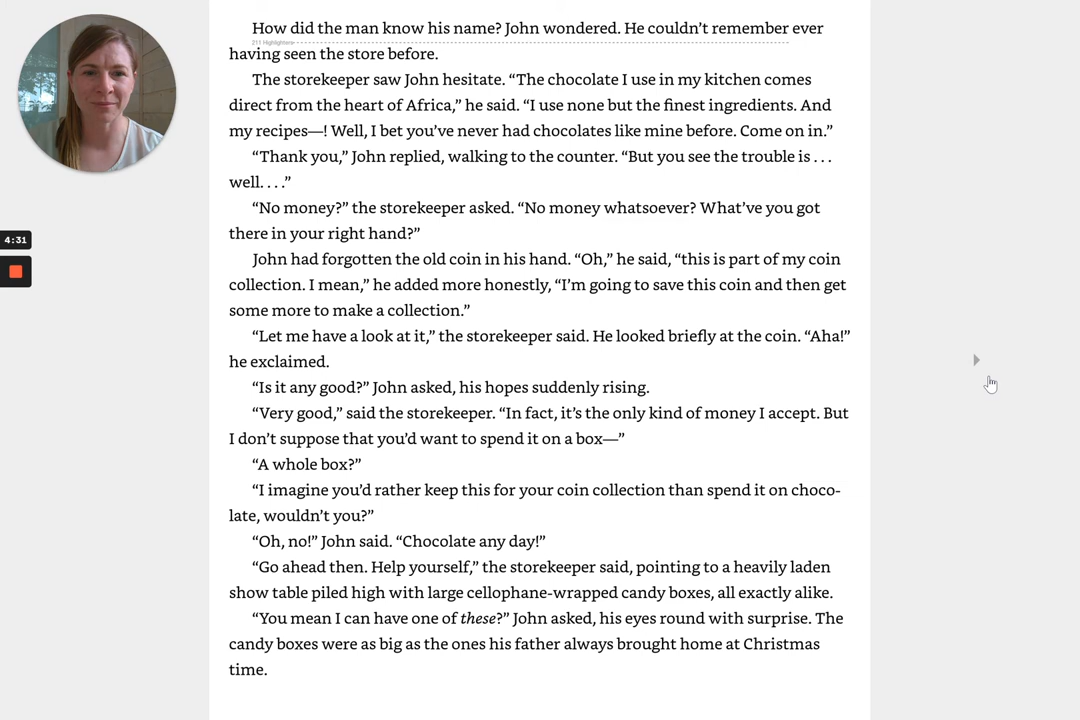 How did the man know his name? John wondered. He couldn’t remember ever
211 Highlighters
having seen the store before.
The storekeeper saw John hesitate. “The chocolate I use in my kitchen comes
direct from the heart of Africa,” he said. “I use none but the finest ingredients. And
my recipes—! Well, I bet you’ve never had chocolates like mine before. Come on in.”
“Thank you,” John replied, walking to the counter. “But you see the trouble is . . .
well. . . .”
“No money?” the storekeeper asked. “No money whatsoever? What’ve you got
there in your right hand?”
4:31
John had forgotten the old coin in his hand. “Oh,” he said, “this is part of my coin
collection. I mean,” he added more honestly, “I’m going to save this coin and then get
some more to make a collection.”
“Let me have a look at it,” the storekeeper said. He looked briefly at the coin. “Aha!”
he exclaimed.
“Is it any good?” John asked, his hopes suddenly rising.
“Very good,” said the storekeeper. “In fact, it’s the only kind of money I accept. But
I don’t suppose that you’d want to spend it on a box—”
“A whole box?”
“I imagine you’d rather keep this for your coin collection than spend it on choco-
late, wouldn’t you?”
“Oh, no!” John said. “Chocolate any day!”
“Go ahead then. Help yourself,” the storekeeper said, pointing to a heavily laden
show table piled high with large cellophane-wrapped candy boxes, all exactly alike.
“You mean I can have one of these?” John asked, his eyes round with surprise. The
candy boxes were as big as the ones his father always brought home at Christmas
time.